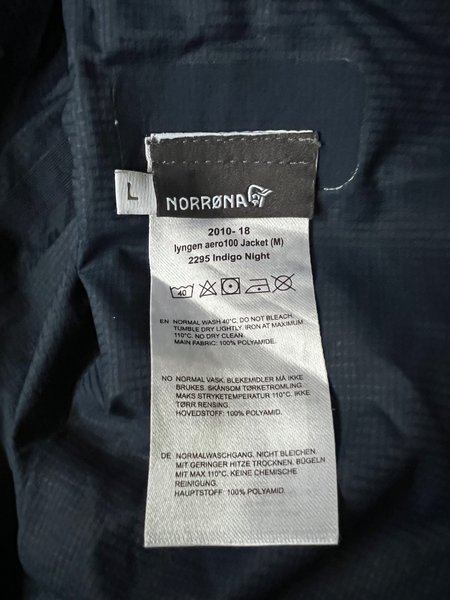 L
NORRØNA
2010- 18
lyngen aero100 Jacket (M)
2295 Indigo Night
40
EN NORMAL WASH 40°C. DO NOT BLEACH.
TUMBLE DRY LIGHTLY. IRON AT MAXIMUM
110°C. NO DRY CLEAN.
MAIN FABRIC: 100% POLYAMIDE.
NO NORMAL VASK. BLEKEMIDLER MÅ IKKE
BRUKES. SKÅNSOM TØRKETROMLING.
MAKS STRYKETEMPERATUR 110°C. IKKE
TØRR RENSING.
HOVEDSTOFF: 100% POLYAMID.
DE NORMALWASCHGANG. NICHT BLEICHEN.
MIT GERINGER HITZE TROCKNEN. BÜGELN
MIT MAX 110°C. KEINE CHEMISCHE
REINIGUNG.
HAUPTSTOFF: 100% POLYAMID.